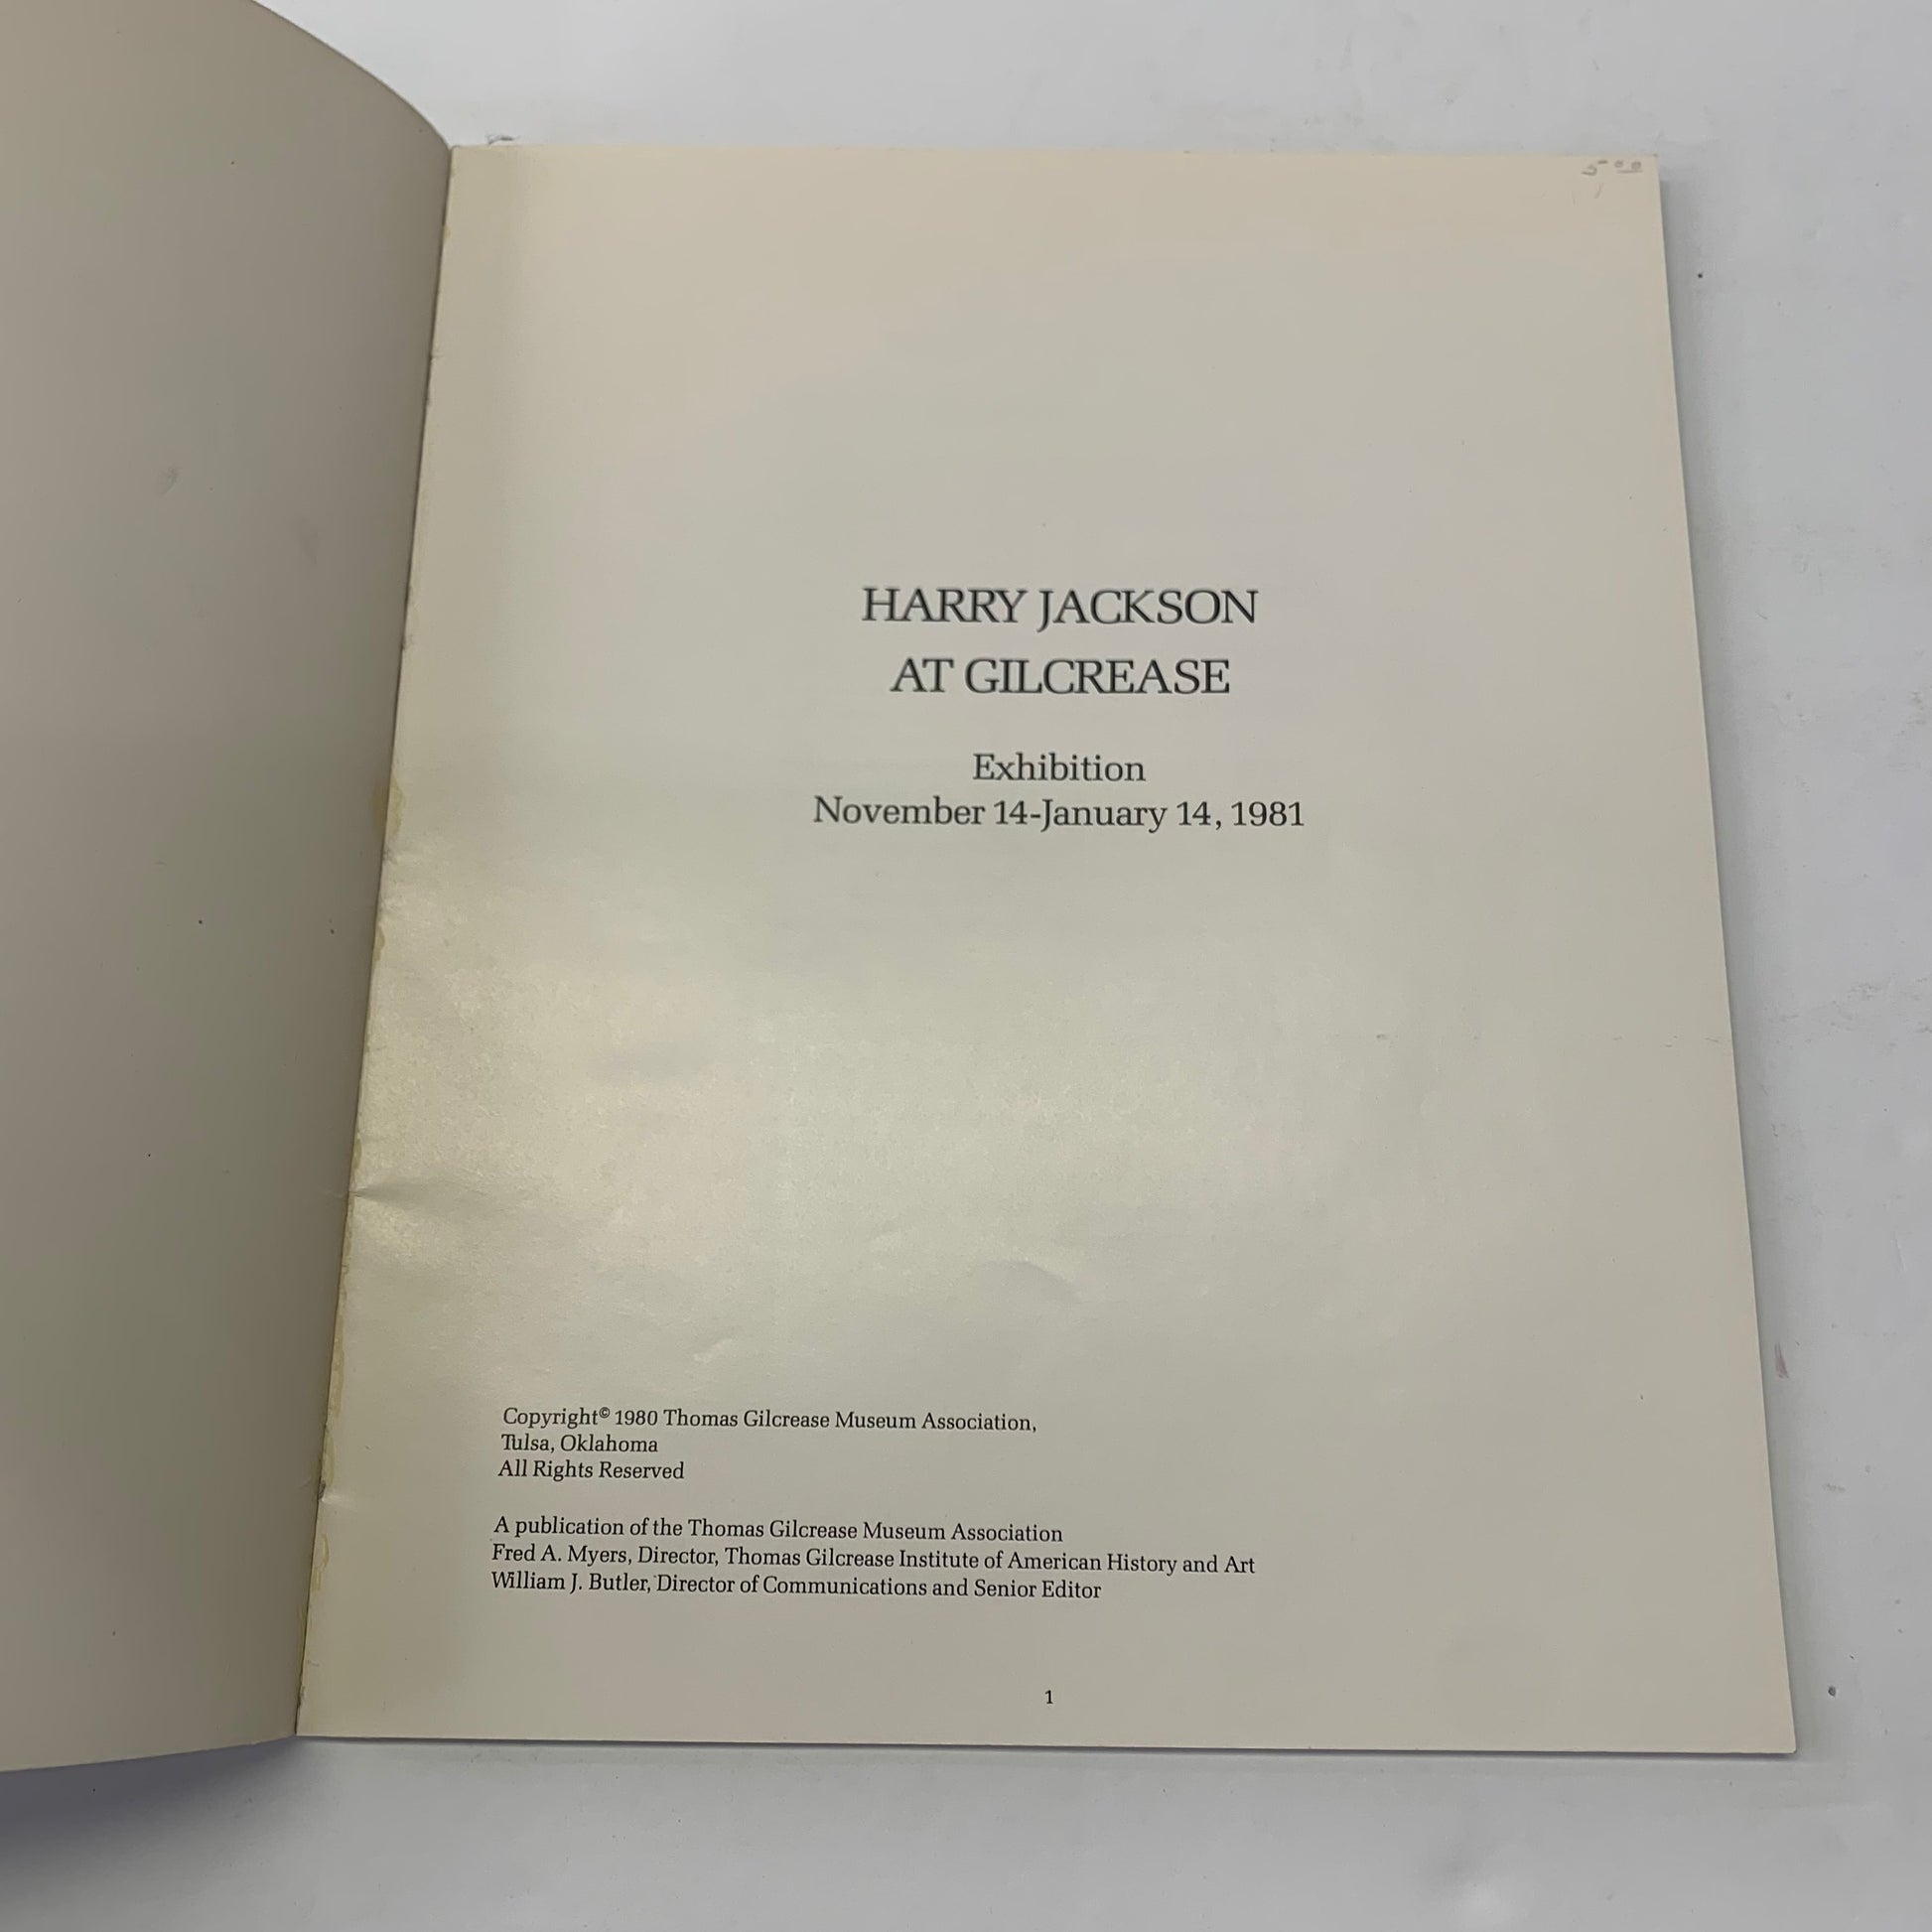 5.00
HARRY JACKSON
AT GILCREASE
Exhibition
November 14-January 14, 1981
Copyright© 1980 Thomas Gilcrease Museum Association,
Tulsa, Oklahoma
All Rights Reserved
A publication of the Thomas Gilcrease Museum Association
Fred A. Myers, Director, Thomas Gilcrease Institute of American History and Art
William J. Butler, Director of Communications and Senior Editor
1